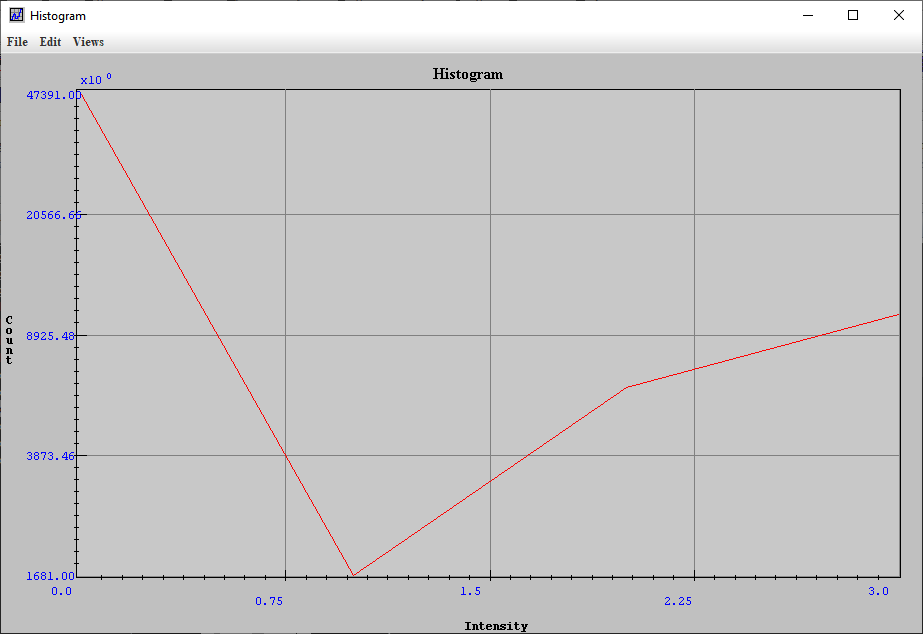 Histogram
File Edit Views
Histogram
x10 0
47391.00
20566.66
8925.48
3873.46
1681.00
Count
0.0 0.75 1.5 2.25 3.0
Intensity